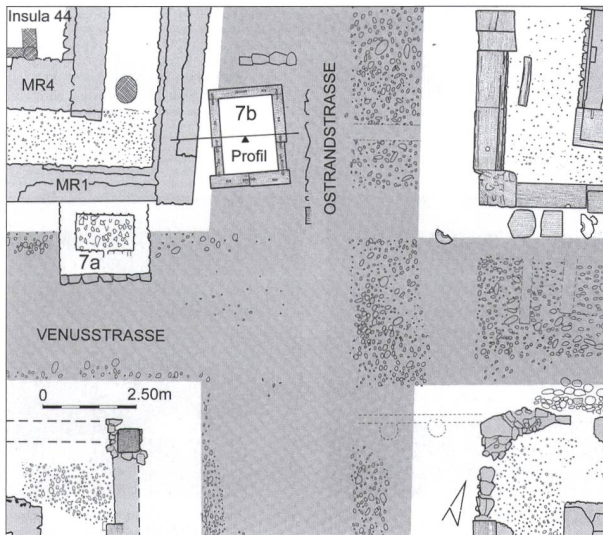 Insula 44
MR4
7b
Profil
OSTRANDSTRASSE
MR1
7a
VENUSSTRASSE
0 2.50m